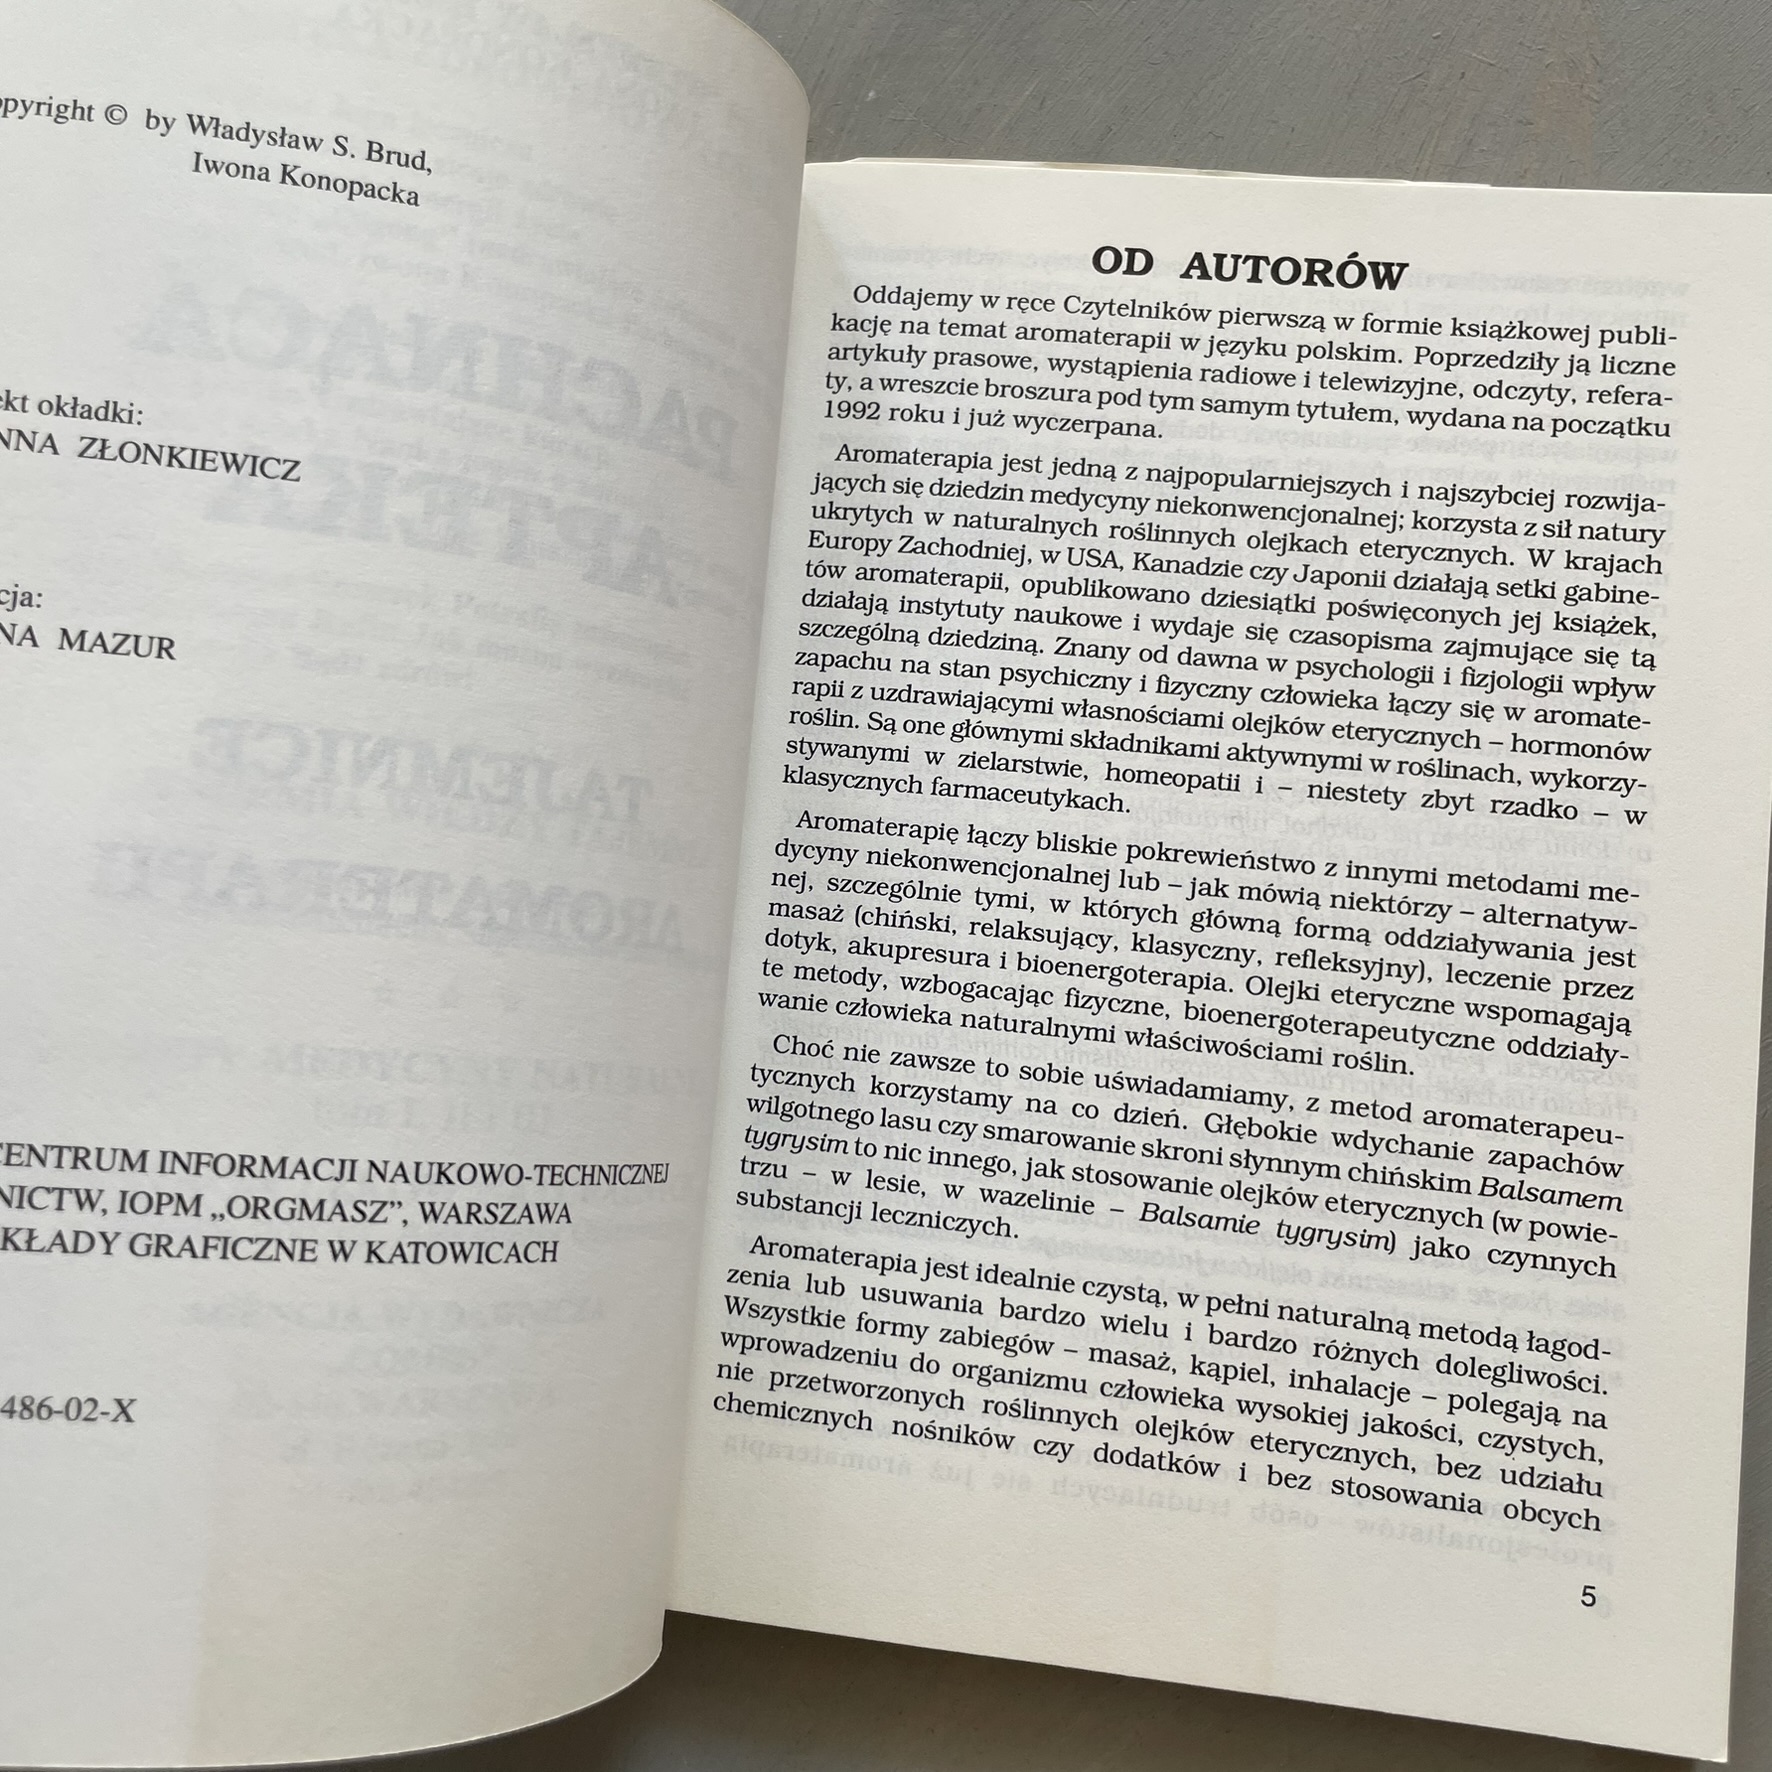 opyright © by Władysław S. Brud,
Iwona Konopacka
ekt okładki:
NNA ZŁONKIEWICZ
cja:
NA MAZUR
CENTRUM INFORMACJI NAUKOWO-TECHNICZNEJ
NICTW, IOPM „ORGMASZ”, WARSZAWA
KŁADY GRAFICZNE W KATOWICACH
486-02-X
OD AUTORÓW
Oddajemy w ręce Czytelników pierwszą w formie książkowej publi-
kację na temat aromaterapii w języku polskim. Poprzedziły ją liczne
artykuły prasowe, wystąpienia radiowe i telewizyjne, odczyty, refera-
ty, a wreszcie broszura pod tym samym tytułem, wydana na początku
1992 roku i już wyczerpana.
Aromaterapia jest jedną z najpopularniejszych i najszybciej rozwija-
jących się dziedzin medycyny niekonwencjonalnej; korzysta z sił natury
ukrytych w naturalnych roślinnych olejkach eterycznych. W krajach
Europy Zachodniej, w USA, Kanadzie czy Japonii działają setki gabine-
tów aromaterapii, opublikowano dziesiątki poświęconych jej książek,
działają instytuty naukowe i wydaje się czasopisma zajmujące się tą
szczególną dziedziną. Znany od dawna w psychologii i fizjologii wpływ
zapachu na stan psychiczny i fizyczny człowieka łączy się w aromate-
rapii z uzdrawiającymi własnościami olejków eterycznych – hormonów
roślin. Są one głównymi składnikami aktywnymi w roślinach, wykorzy-
stywanymi w zielarstwie, homeopatii i – niestety zbyt rzadko – w
klasycznych farmaceutykach.
Aromaterapię łączy bliskie pokrewieństwo z innymi metodami me-
dycyny niekonwencjonalnej lub – jak mówią niektórzy – alternatyw-
nej, szczególnie tymi, w których główną formą oddziaływania jest
masaż (chiński, relaksujący, klasyczny, refleksyjny), leczenie przez
dotyk, akupresura i bioenergoterapia. Olejki eteryczne wspomagają
te metody, wzbogacając fizyczne, bioenergoterapeutyczne oddziały-
wanie człowieka naturalnymi właściwościami roślin.
Choć nie zawsze to sobie uświadamiamy, z metod aromaterapeu-
tycznych korzystamy na co dzień. Głębokie wdychanie zapachów
wilgotnego lasu czy smarowanie skroni słynnym chińskim Balsamem
tygrysim to nic innego, jak stosowanie olejków eterycznych (w powie-
trzu – w lesie, w wazelinie – Balsamie tygrysim) jako czynnych
substancji leczniczych.
Aromaterapia jest idealnie czystą, w pełni naturalną metodą łagod-
zenia lub usuwania bardzo wielu i bardzo różnych dolegliwości.
Wszystkie formy zabiegów – masaż, kąpiel, inhalacje – polegają na
wprowadzeniu do organizmu człowieka wysokiej jakości, czystych,
nie przetworzonych roślinnych olejków eterycznych, bez udziału
chemicznych nośników czy dodatków i bez stosowania obcych
5